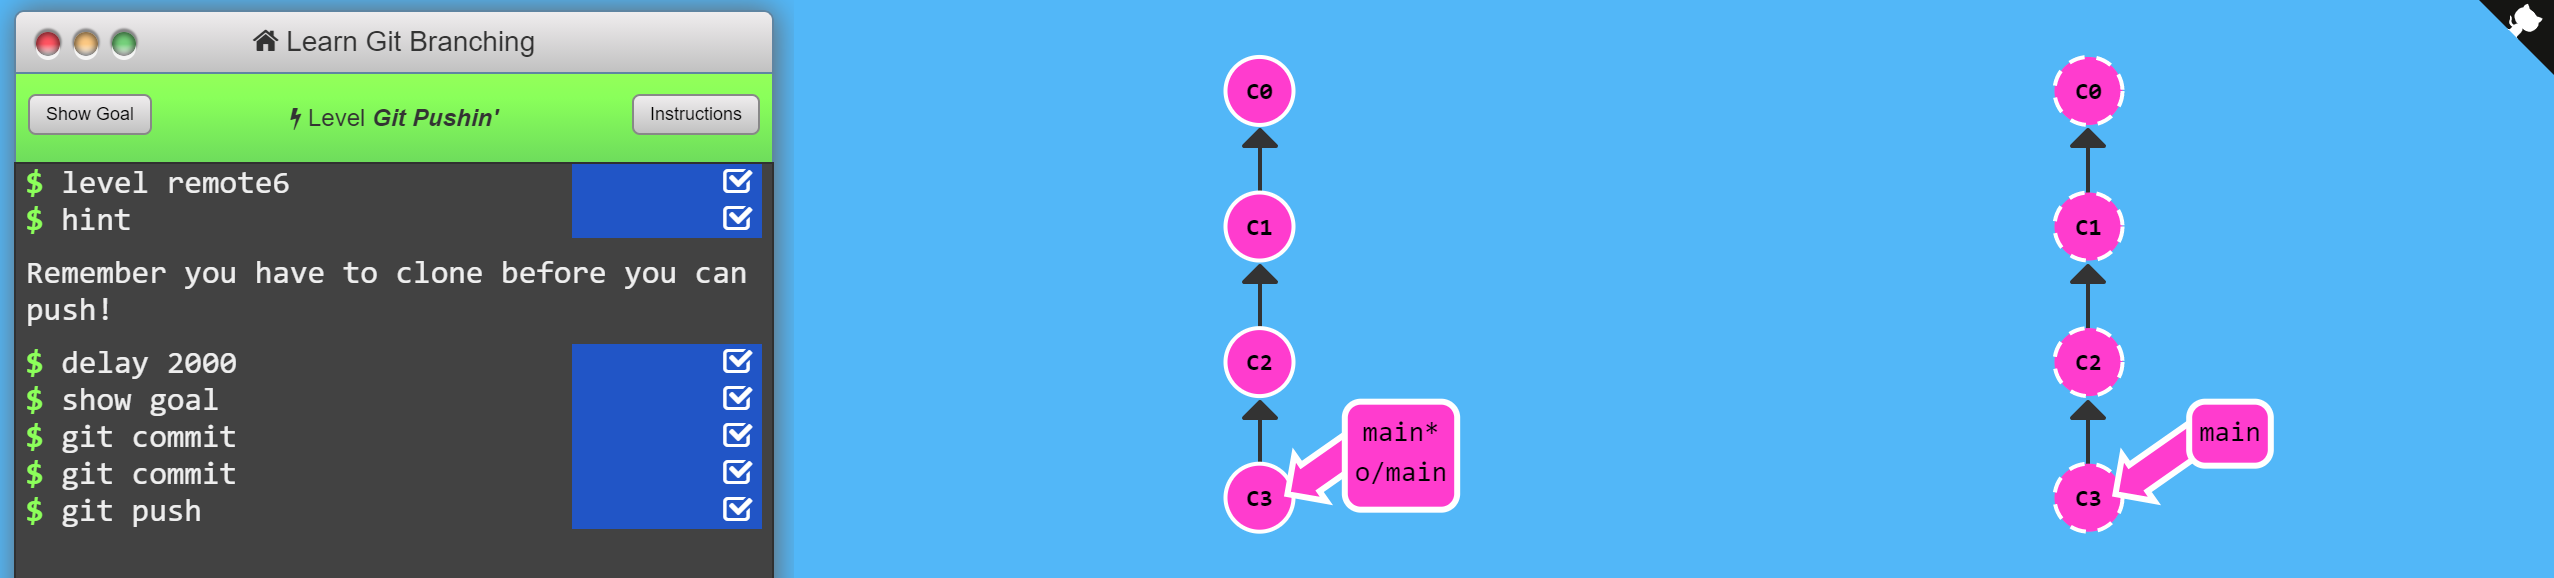 Learn Git Branching
Show Goal
Level Git Pushin'
Instructions
$ level remote6
$ hint
Remember you have to clone before you can
push!
$ delay 2000
$ show goal
$ git commit
$ git commit
$ git push
C0
C1
C2
main*
o/main
C3
C0
C1
C2
main
C3